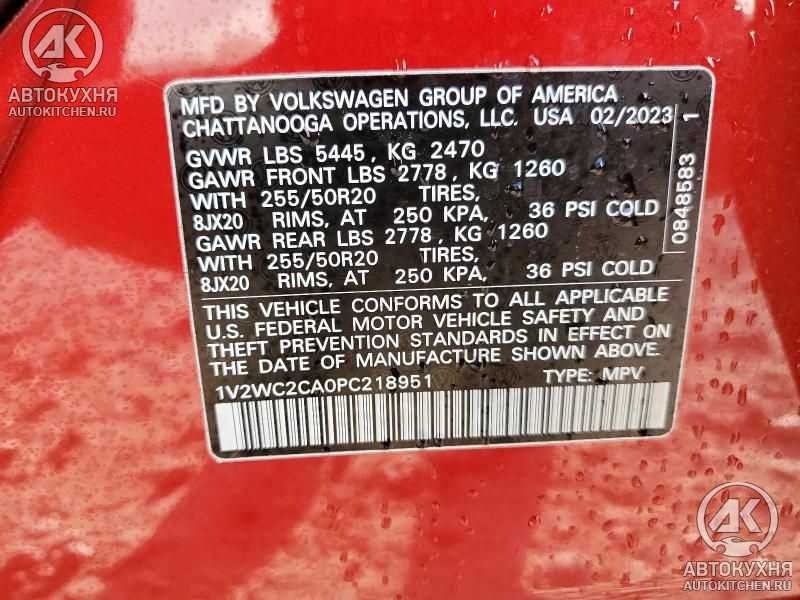 AK
АВТОКУХНЯ
AUTOKITCHEN.RU
MFD BY VOLKSWAGEN GROUP OF AMERICA
CHATTANOOGA OPERATIONS, LLC. USA 02/2023
GVWR LBS 5445, KG 2470
GAWR FRONT LBS 2778, KG 1260
WITH 255/50R20 TIRES,
8JX20 RIMS, AT 250 KPA, 36 PSI COLD
GAWR REAR LBS 2778, KG 1260
WITH 255/50R20 TIRES,
8JX20 RIMS, AT 250 KPA, 36 PSI COLD
0848583 1
THIS VEHICLE CONFORMS TO ALL APPLICABLE
U.S. FEDERAL MOTOR VEHICLE SAFETY AND
THEFT PREVENTION STANDARDS IN EFFECT ON
THE DATE OF MANUFACTURE SHOWN ABOVE.
1V2WC2CA0PC218951 TYPE: MPV
AK
АВТОКУХНЯ
AUTOKITCHEN.RU